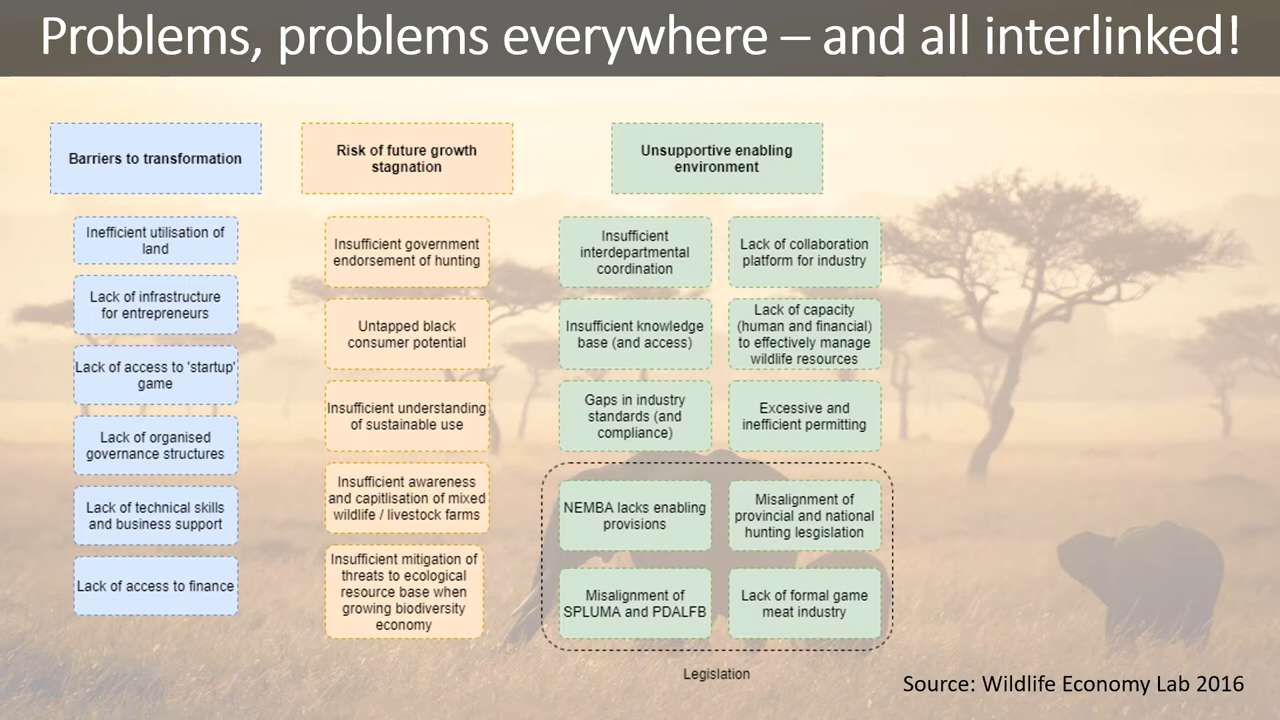 Problems, problems everywhere – and all interlinked!
Barriers to transformation
Inefficient utilisation of
land
Lack of infrastructure
for entrepreneurs
Lack of access to 'startup'
game
Lack of organised
governance structures
Lack of technical skills
and business support
Lack of access to finance
Risk of future growth
stagnation
Insufficient government
endorsement of hunting
Untapped black
consumer potential
Insufficient understanding
of sustainable use
Insufficient awareness
and capitlisation of mixed
wildlife / livestock farms
Insufficient mitigation of
threats to ecological
resource base when
growing biodiversity
economy
Unsupportive enabling
environment
Insufficient
interdepartmental
coordination
Lack of collaboration
platform for industry
Insufficient knowledge
base (and access)
Lack of capacity
(human and financial)
to effectively manage
wildlife resources
Gaps in industry
standards (and
compliance)
Excessive and
inefficient permitting
NEMBA lacks enabling
provisions
Misalignment of
provincial and national
hunting lesgislation
Misalignment of
SPLUMA and PDALFB
Lack of formal game
meat industry
Legislation
Source: Wildlife Economy Lab 2016